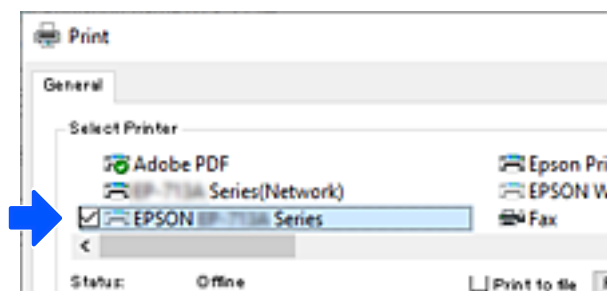 Print
General
Select Printer
Adobe PDF
Epson Pri
Series(Network)
EPSON W
EPSON Series
Fax
Status: Offline
Print to file